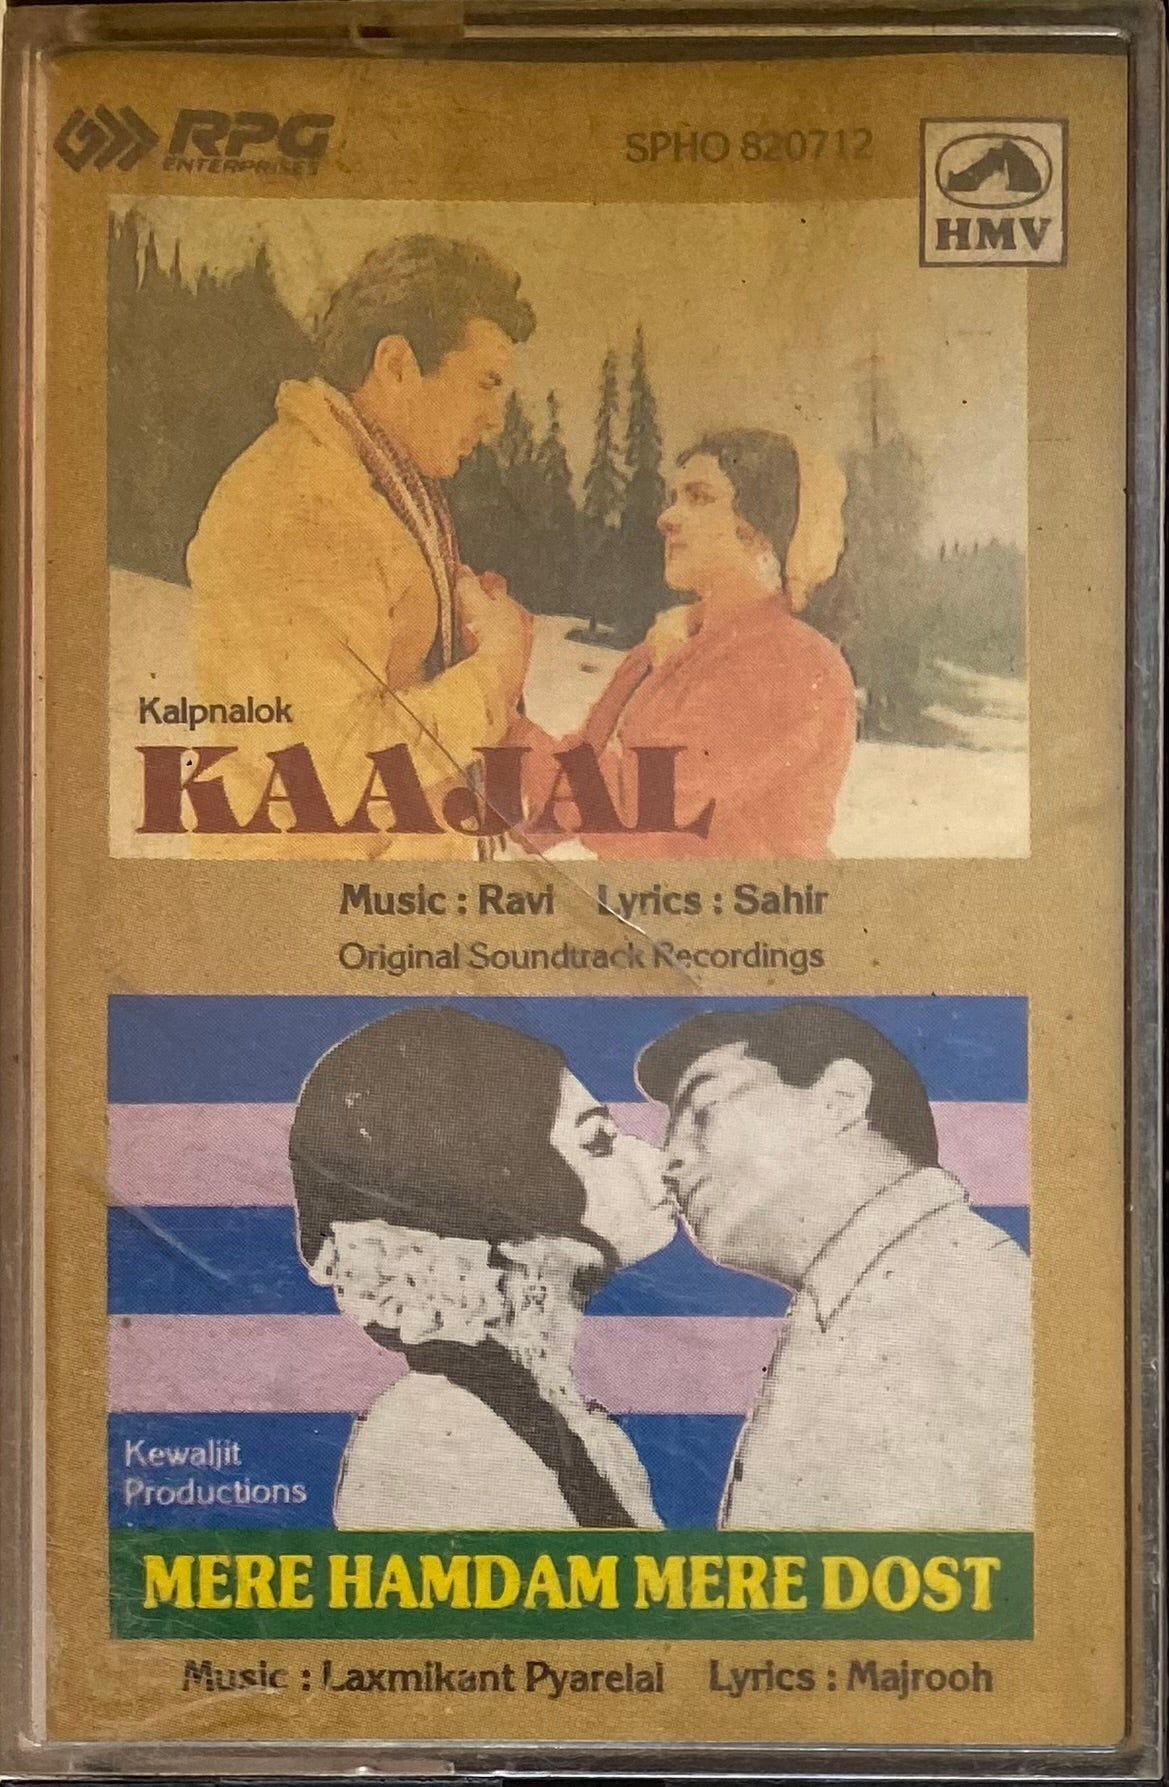 RPG
ENTERPRISES
SPHO 820712
HMV
Kalpnalok
KAAJAL
Music : Ravi Lyrics : Sahir
Original Soundtrack Recordings
Kewaljit
Productions
MERE HAMDAM MERE DOST
Music : Laxmikant Pyarelal Lyrics : Majrooh